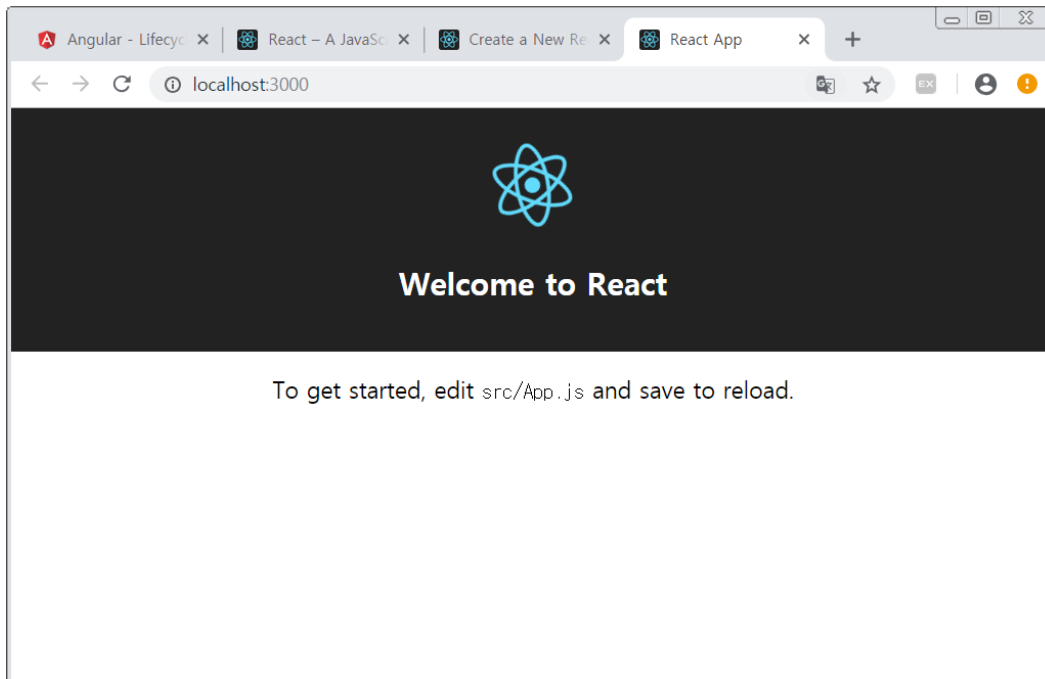 Angular - Lifecyc React – A JavaSc Create a New Re React App
localhost:3000 EX
Welcome to React
To get started, edit src/App.js and save to reload.